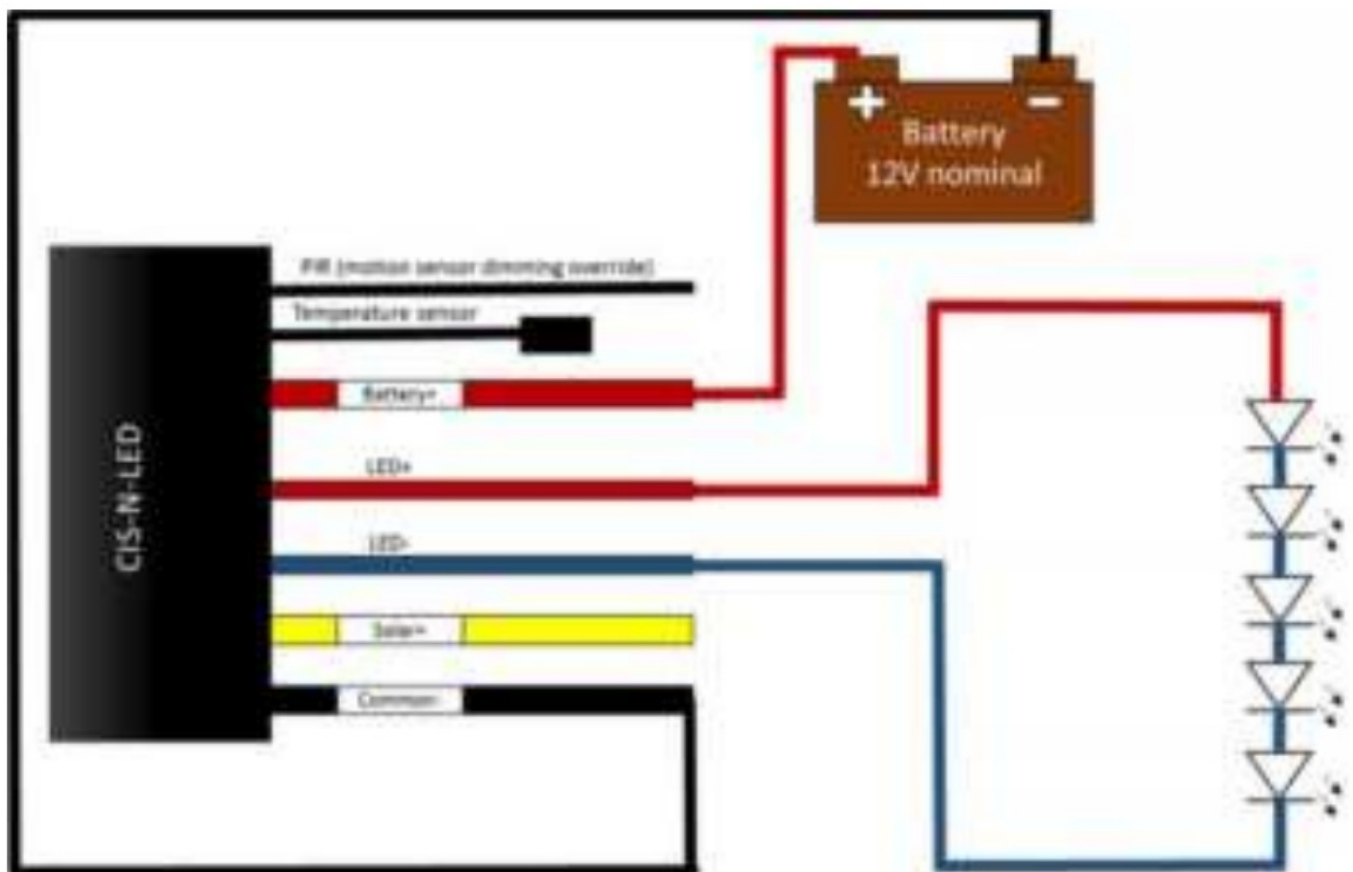 + −
Battery
12V nominal
PIR (motion sensor dimming override)
Temperature sensor
Battery+
LED+
LED-
Solar+
Common-
CIS-N-LED